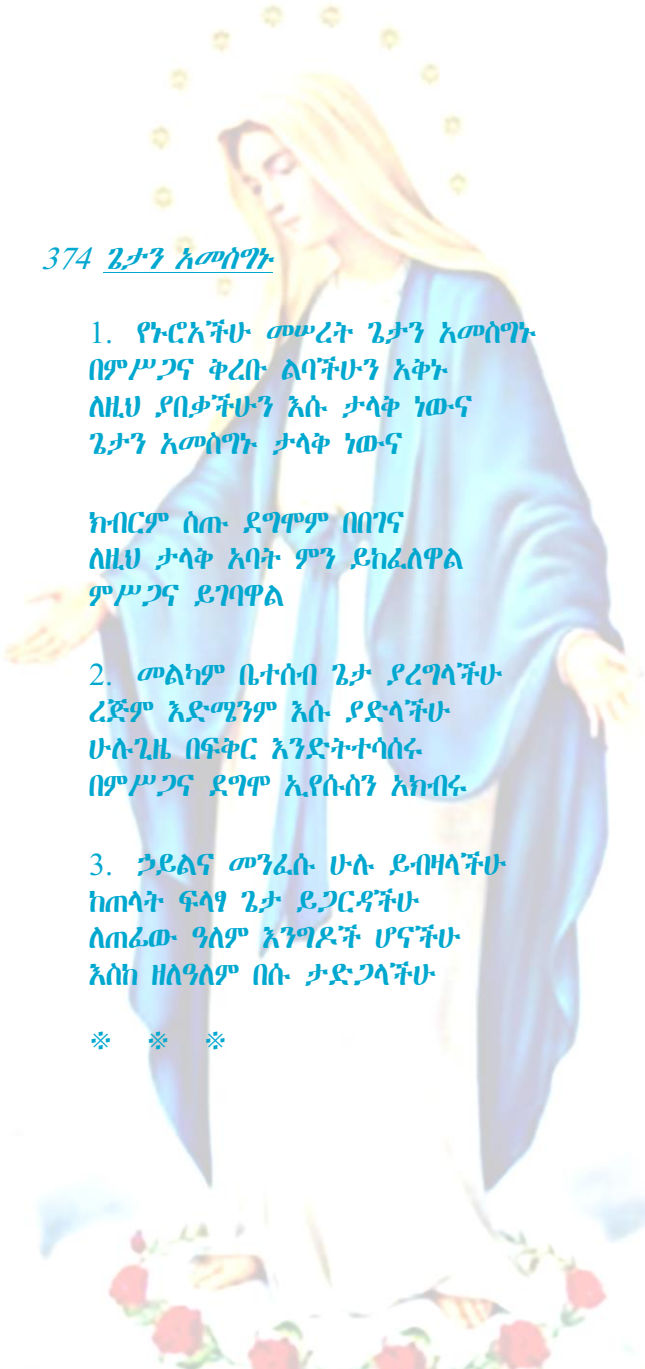 374 ጌታን አመስግኑ
1. የኑሮአችሁ መሠረት ጌታን አመስግኑ
በምሥጋና ቅረቡ ልባችሁን አቅኑ
ለዚህ ያበቃችሁን እሱ ታላቅ ነውና
ጌታን አመስግኑ ታላቅ ነውና
ክብርም ስጡ ደግሞም በበገና
ለዚህ ታላቅ አባት ምን ይከፈለዋል
ምሥጋና ይገባዋል
2. መልካም ቤተሰብ ጌታ ያረግላችሁ
ረጅም እድሜንም እሱ ያድላችሁ
ሁሉጊዜ በፍቅር እንድትተሳሰሩ
በምሥጋና ደግሞ ኢየሱስን አክብሩ
3. ኃይልና መንፈሱ ሁሉ ይብዛላችሁ
ከጠላት ፍላፃ ጌታ ይጋርዳችሁ
ለጠፊው ዓለም እንግዶች ሆናችሁ
እስከ ዘለዓለም በሱ ታድጋላችሁ
※ ※ ※